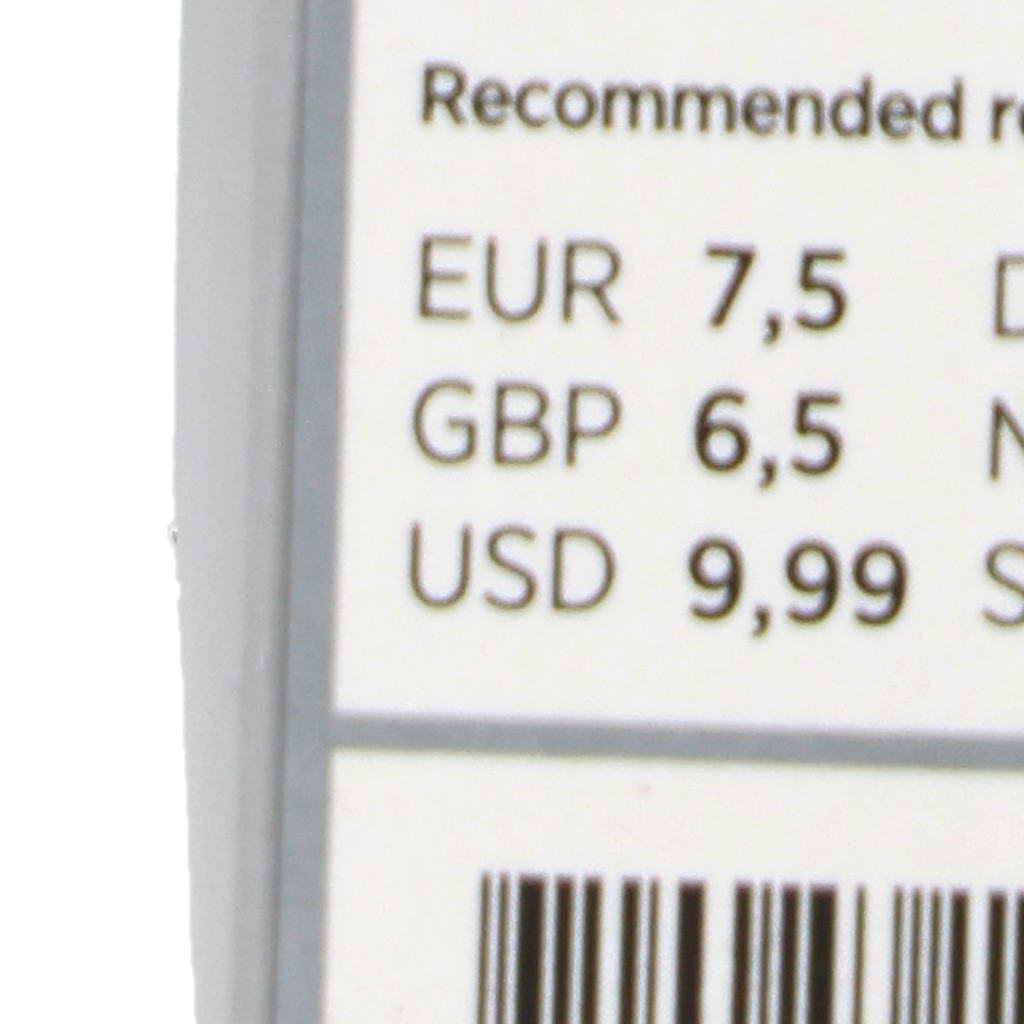 Recommended
EUR 7,5
GBP 6,5
USD 9,99